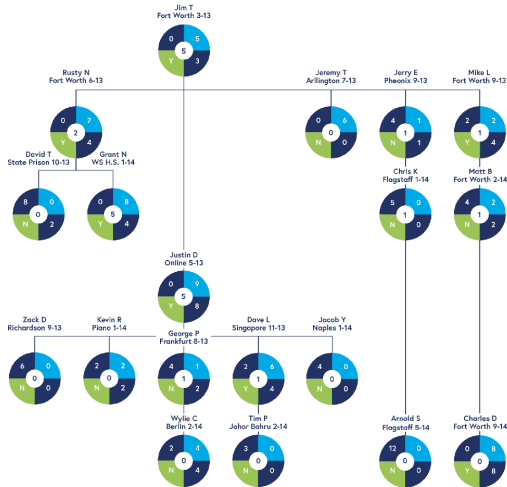 Jim T
Fort Worth 3-13
0 5
5
Y 3
Rusty N
Fort Worth 6-13
0 7
2
Y 4
Jeremy T
Arilington 7-13
0 6
0
N 0
Jerry E
Pheonix 9-13
4 1
1
N 1
Mike L
Fort Worth 9-13
2 2
1
Y 4
David T
State Prison 10-13
8 0
0
N 2
Grant N
WS H.S. 1-14
0 8
5
Y 4
Chris K
Flagstaff 1-14
5 0
1
N 0
Matt B
Fort Worth 2-14
4 2
1
N 2
Justin D
Online 5-13
0 9
5
Y 8
Zack D
Richardson 9-13
6 0
0
N 0
Kevin R
Plano 1-14
2 2
0
N 2
George P
Frankfurt 8-13
4 1
1
N 2
Dave L
Singapore 11-13
2 6
1
Y 4
Jacob Y
Naples 1-14
4 0
0
N 0
Wylie C
Berlin 2-14
2 4
0
N 4
Tim P
Johor Bahru 2-14
3 0
0
N 0
Arnold S
Flagstaff 5-14
12 0
0
N 0
Charles D
Fort Worth 9-14
0 8
0
Y 8